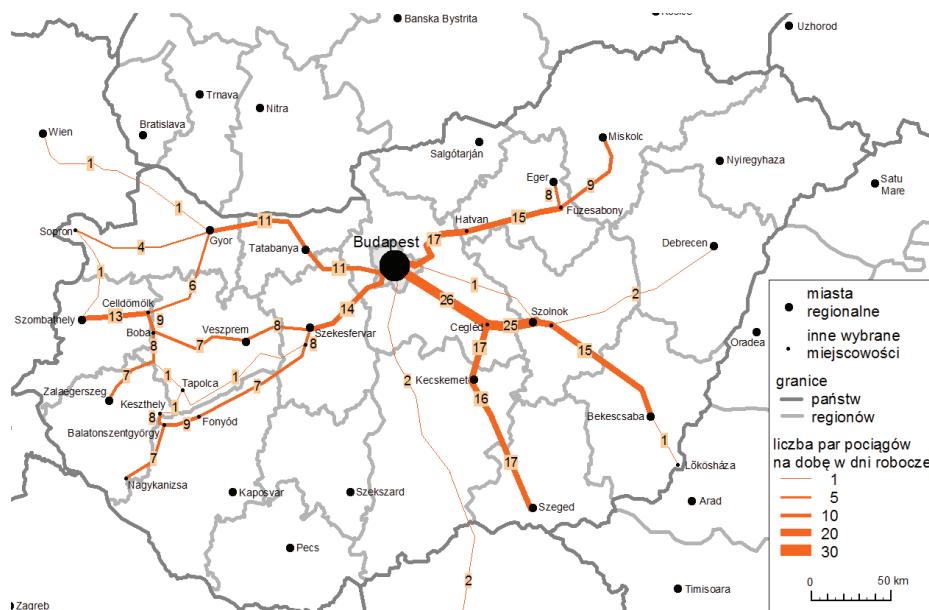 Banska Bystrita
Uzhorod
Trnava
Nitra
Wien
Bratislava
Miskolc
Salgótarján
Nyiregyhaza
Eger
Satu
Mare
1
8
9
Fuzesabony
1
Hatvan
15
Sopron
11
17
Gyor
Tatabanya
Budapest
Debrecen
4
11
1
1
6
2
26
Celldömölk
14
Szolnok
Szombathely
13
9
Veszprem
8
Szekesfervar
Cegled
25
Boba
8
7
8
17
15
Oradea
1
1
7
Tapolca
7
2
Kecskemet
Zalaegerszeg
Keszthely
1
16
8
Fonyód
Bekescsaba
Balatonszentgyörgy
9
1
7
17
Lőkösháza
Nagykanizsa
Kaposvar
Szekszard
Szeged
Arad
Pecs
2
Timisoara
Zagreb
miasta
regionalne
inne wybrane
miejscowości
granice
państw
regionów
liczba par pociągów
na dobę w dni robocze
1
5
10
20
30
0 50 km